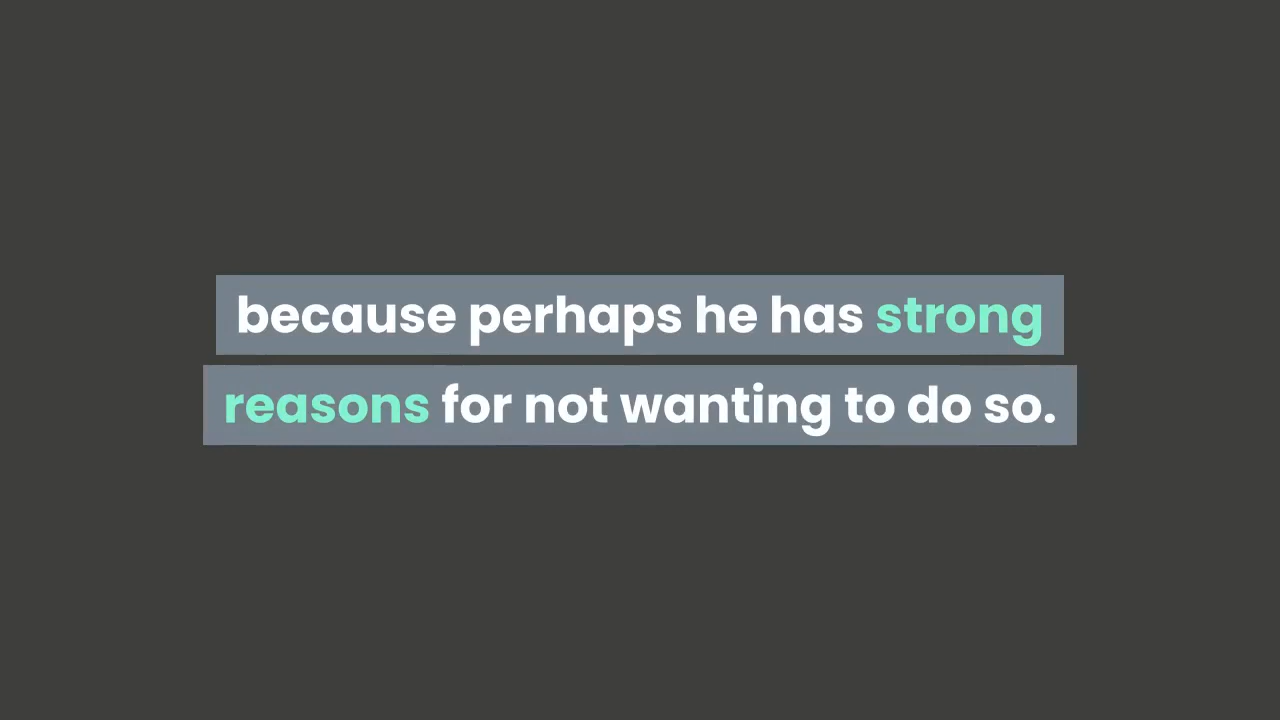 because perhaps he has strong
reasons for not wanting to do so.